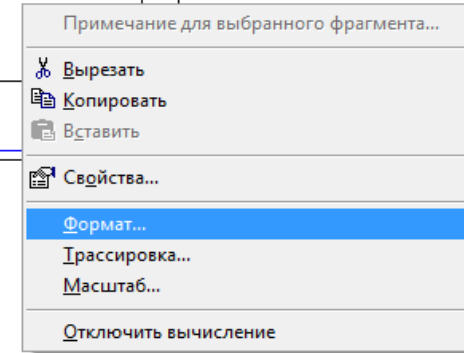 Примечание для выбранного фрагмента...
Вырезать
Копировать
Вставить
Свойства...
Формат...
Трассировка...
Масштаб...
Отключить вычисление